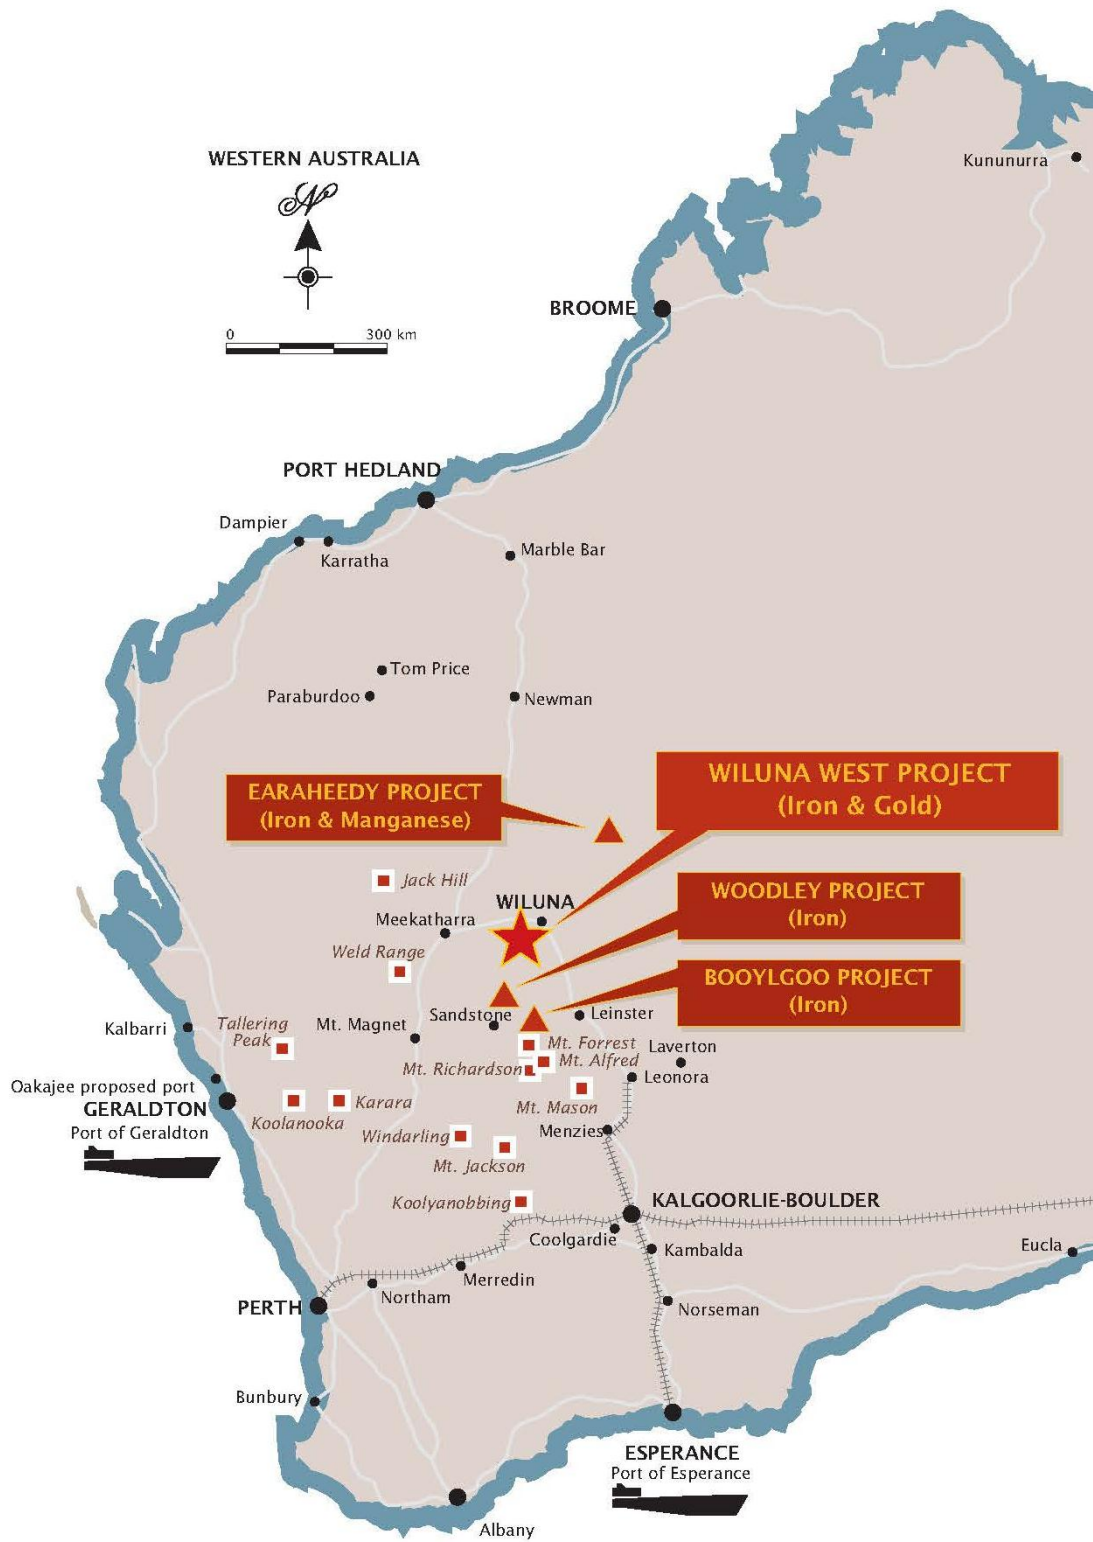 WESTERN AUSTRALIA
N
0 300 km
Kununurra
BROOME
PORT HEDLAND
Dampier
Karratha
Marble Bar
Tom Price
Paraburdoo
Newman
WILUNA WEST PROJECT
(Iron & Gold)
EARAHEEDY PROJECT
(Iron & Manganese)
Jack Hill
WOODLEY PROJECT
(Iron)
WILUNA
Meekatharra
Weld Range
BOOYLGOO PROJECT
(Iron)
Sandstone
Leinster
Kalbarri
Tallering
Peak
Mt. Magnet
Mt. Forrest
Mt. Alfred
Laverton
Mt. Richardson
Leonora
Oakajee proposed port
GERALDTON
Port of Geraldton
Koolanooka
Karara
Mt. Mason
Windarling
Menzies
Mt. Jackson
Koolyanobbing
KALGOORLIE-BOULDER
Coolgardie
Kambalda
Eucla
Merredin
Northam
PERTH
Norseman
Bunbury
ESPERANCE
Port of Esperance
Albany